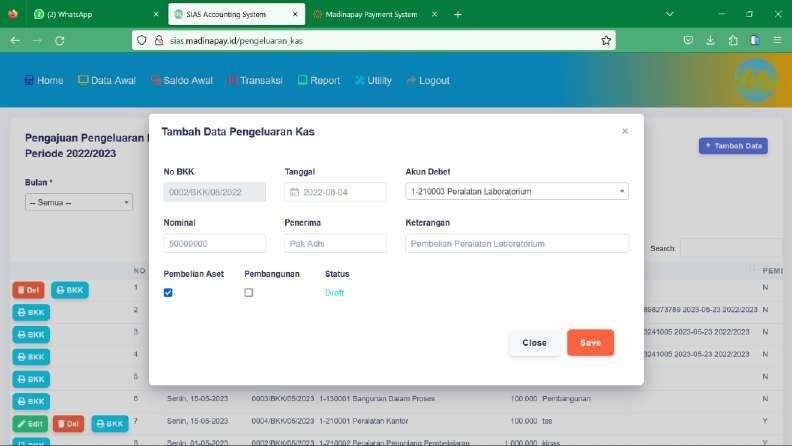 (2) WhatsApp
SIAS Accounting System
Madinapay Payment System
sias.madinapay.id/pengeluaran_kas
Home Data Awal Saldo Awal Transaksi Report Utility Logout
Pengajuan Pengeluaran
Periode 2022/2023
+ Tambah Data
Bulan *
-- Semua --
Search:
Tambah Data Pengeluaran Kas ×
No BKK Tanggal Akun Debet
0002/BKK/08/2022 2022-08-04 1-210003 Peralatan Laboratorium
Nominal Penerima Keterangan
50000000 Pak Adhi Pembelian Peralatan Laboratorium
Pembelian Aset Pembangunan Status
Draft
Close Save
NO PEMB
Del BKK 1 N
BKK 2 2023-05-23 2022/2023 N
BKK 3 3241005 2023-05-23 2022/2023 N
BKK 4 3241005 2023-05-23 2022/2023 N
BKK 5 N
BKK 6 Senin, 15-05-2023 0003/BKK/05/2023 1-130001 Bangunan Dalam Proses 100.000 Pembangunan N
Edit Del BKK 7 Senin, 15-05-2023 0004/BKK/05/2023 1-210001 Peralatan Kantor 100.000 tes Y
BKK 8 Senin, 01-05-2023 0002/BKK/05/2023 1-210002 Peralatan Penunjang Pembelajaran 1.000.000 Y